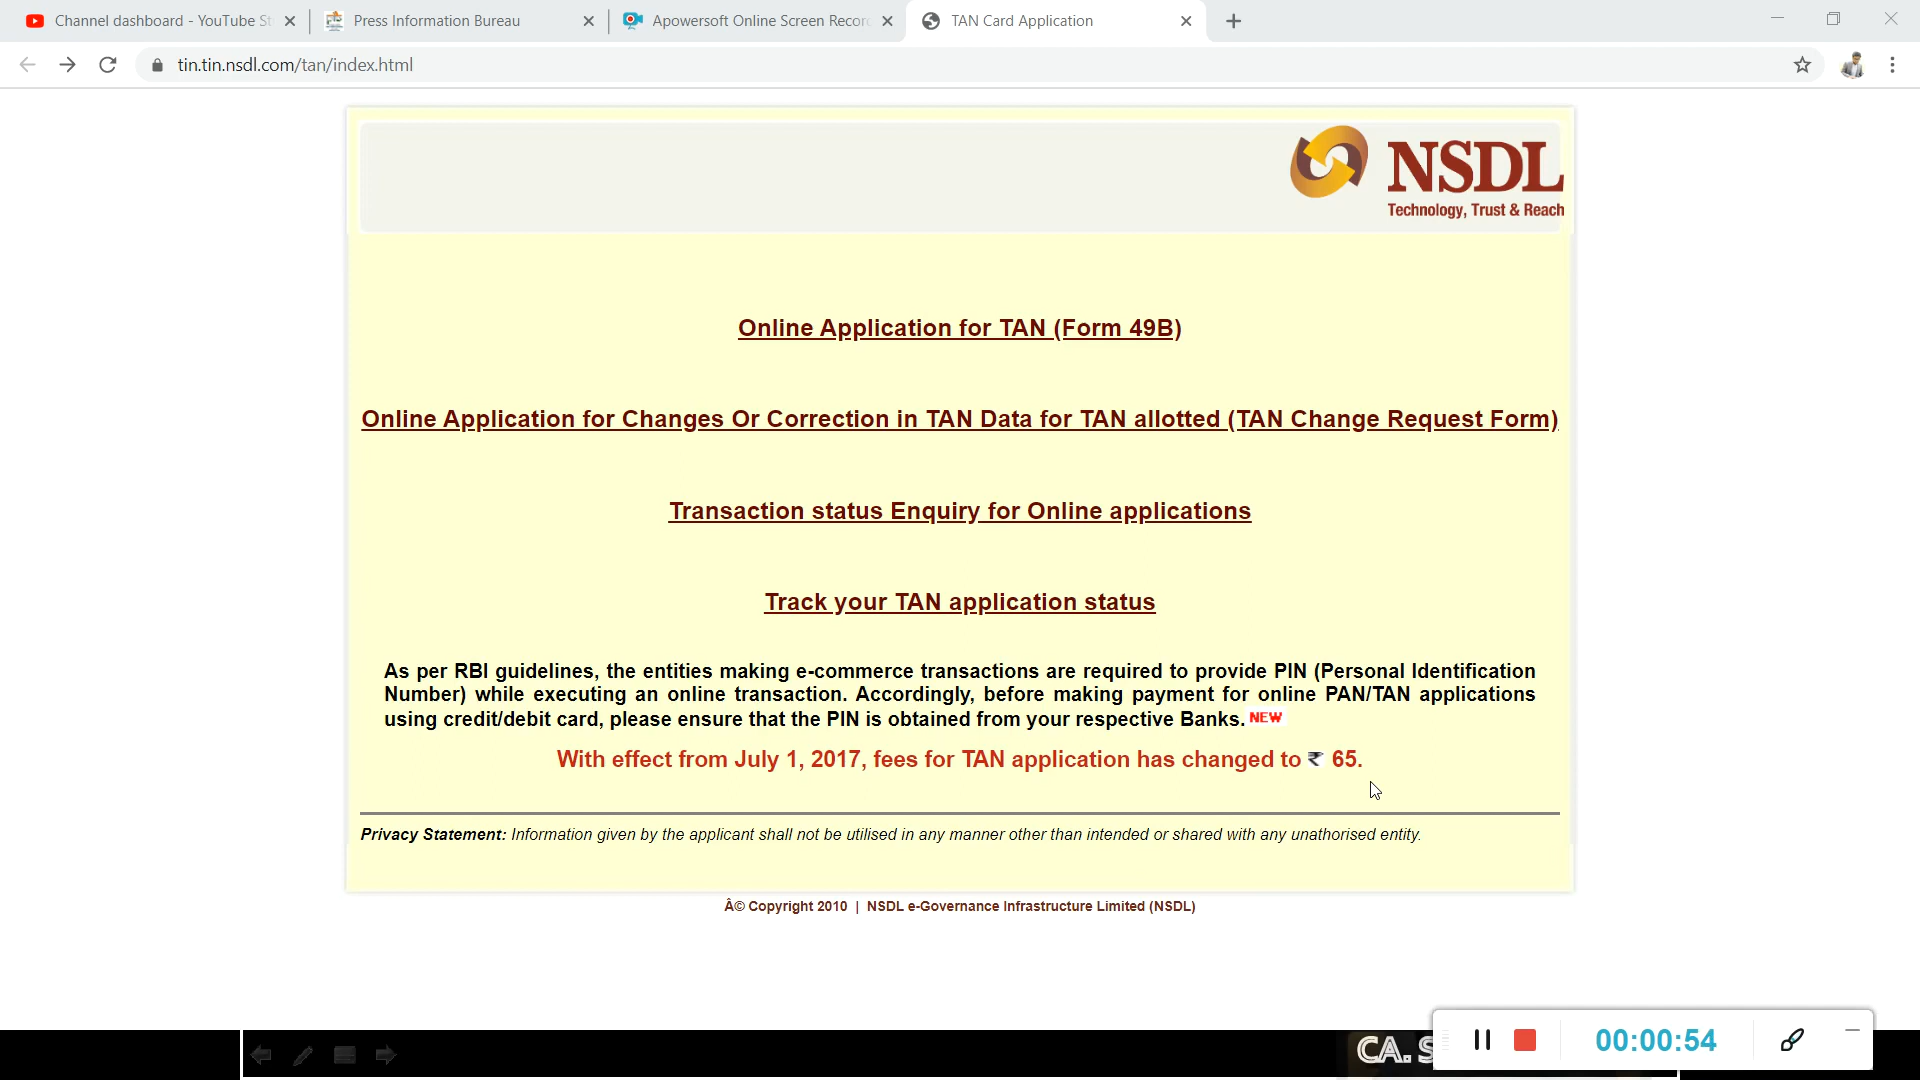 Channel dashboard - YouTube St
Press Information Bureau
Apowersoft Online Screen Recor
TAN Card Application
tin.tin.nsdl.com/tan/index.html
NSDL
Technology, Trust & Reach
Online Application for TAN (Form 49B)
Online Application for Changes Or Correction in TAN Data for TAN allotted (TAN Change Request Form)
Transaction status Enquiry for Online applications
Track your TAN application status
As per RBI guidelines, the entities making e-commerce transactions are required to provide PIN (Personal Identification
Number) while executing an online transaction. Accordingly, before making payment for online PAN/TAN applications
using credit/debit card, please ensure that the PIN is obtained from your respective Banks. NEW
With effect from July 1, 2017, fees for TAN application has changed to ₹ 65.
Privacy Statement: Information given by the applicant shall not be utilised in any manner other than intended or shared with any unathorised entity.
Â© Copyright 2010 | NSDL e-Governance Infrastructure Limited (NSDL)
CA. S
00:00:54